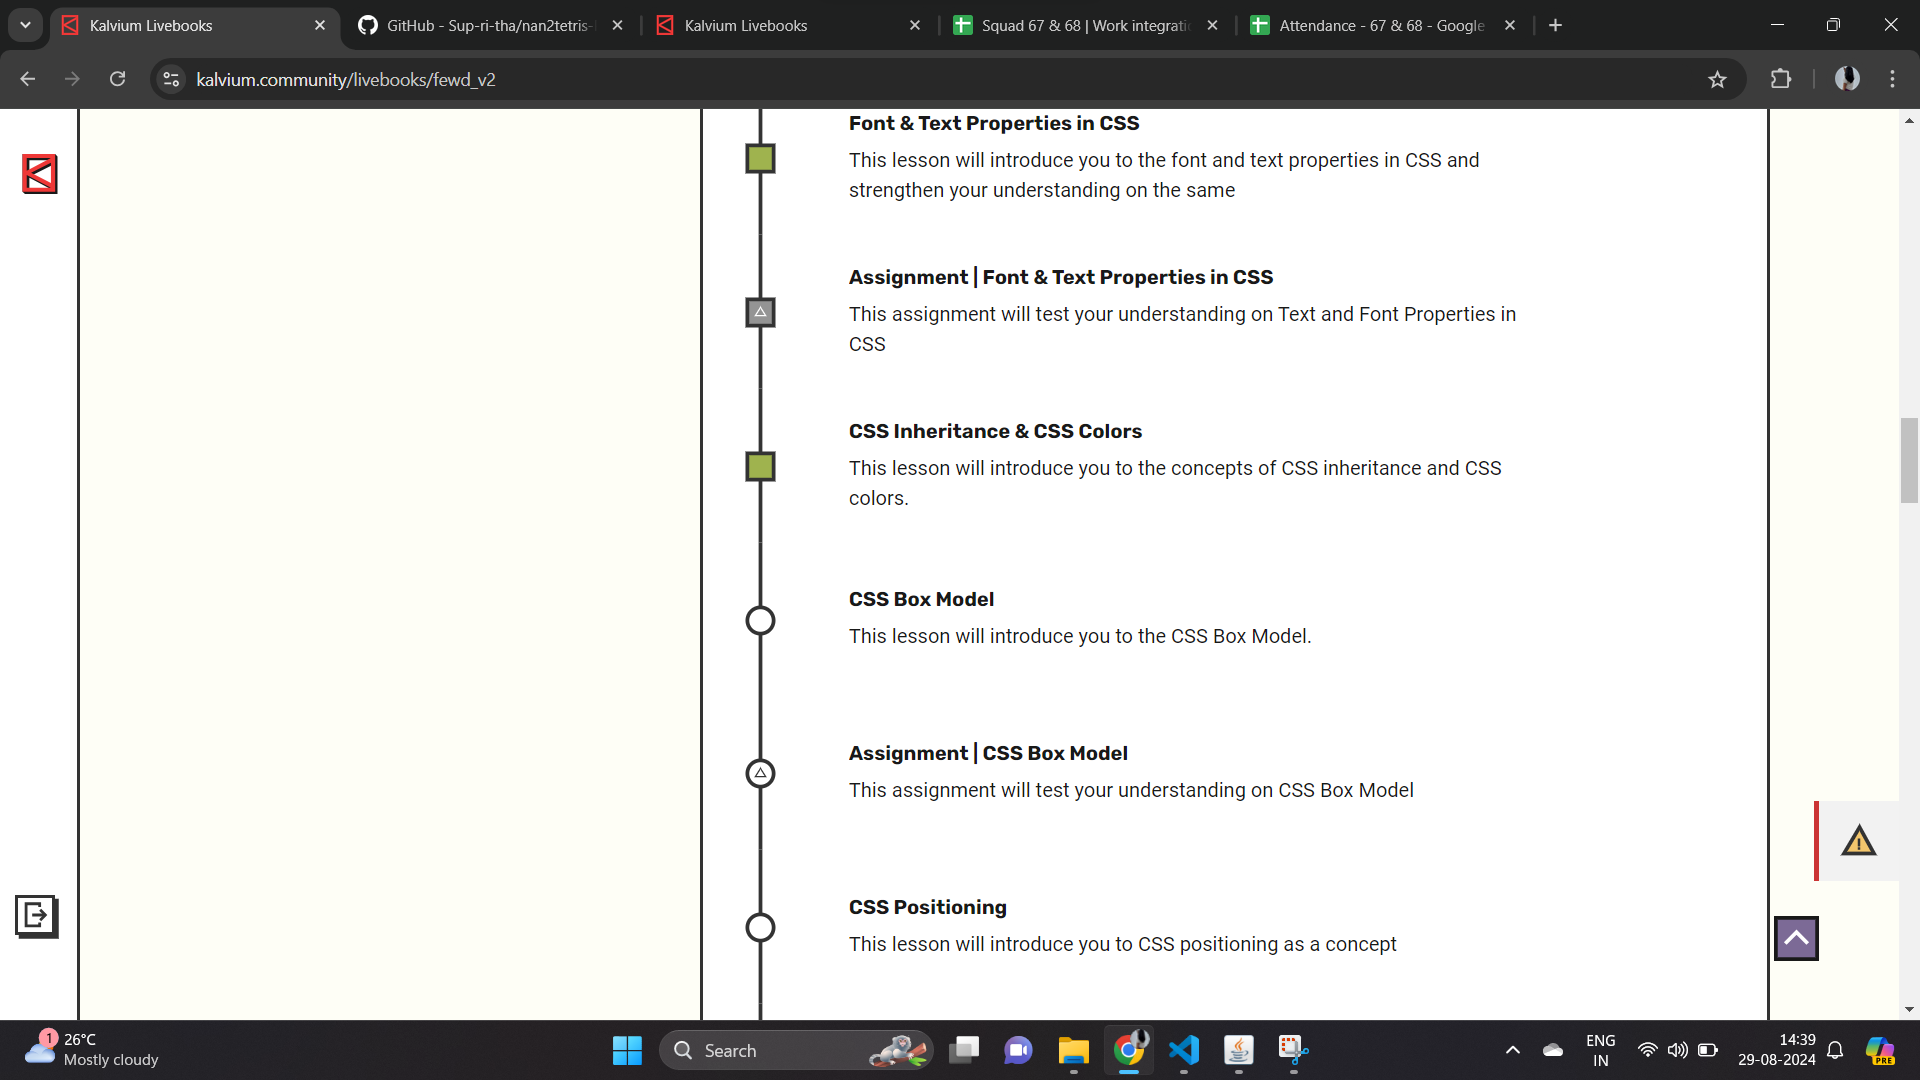 Kalvium Livebooks
GitHub - Sup-ri-tha/nan2tetris-
Kalvium Livebooks
Squad 67 & 68 | Work integrati
Attendance - 67 & 68 - Google
kalvium.community/livebooks/fewd_v2
Font & Text Properties in CSS
This lesson will introduce you to the font and text properties in CSS and
strengthen your understanding on the same
Assignment | Font & Text Properties in CSS
This assignment will test your understanding on Text and Font Properties in
CSS
CSS Inheritance & CSS Colors
This lesson will introduce you to the concepts of CSS inheritance and CSS
colors.
CSS Box Model
This lesson will introduce you to the CSS Box Model.
Assignment | CSS Box Model
This assignment will test your understanding on CSS Box Model
CSS Positioning
This lesson will introduce you to CSS positioning as a concept
1
26°C
Mostly cloudy
Search
ENG
IN
14:39
29-08-2024
PRE